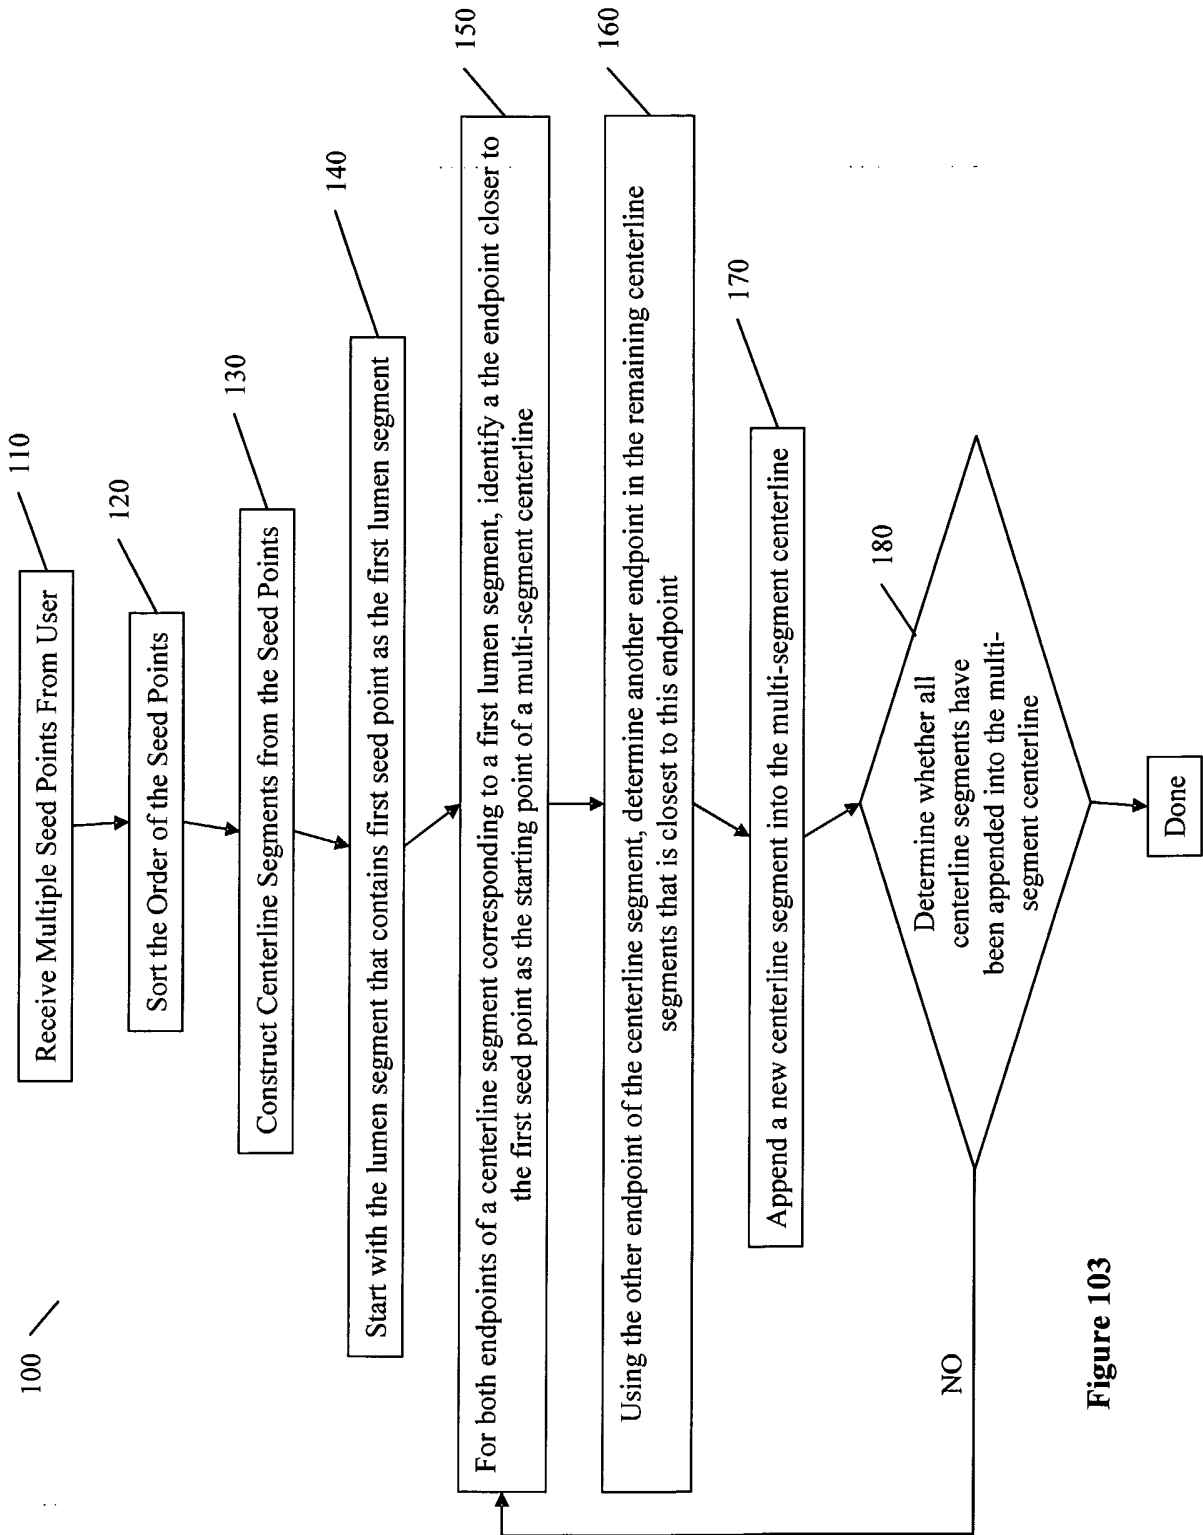 100
Receive Multiple Seed Points From User
110
Sort the Order of the Seed Points
120
Construct Centerline Segments from the Seed Points
130
Start with the lumen segment that contains first seed point as the first lumen segment
140
For both endpoints of a centerline segment corresponding to a first lumen segment, identify a the endpoint closer to
the first seed point as the starting point of a multi-segment centerline
150
Using the other endpoint of the centerline segment, determine another endpoint in the remaining centerline
segments that is closest to this endpoint
160
Append a new centerline segment into the multi-segment centerline
170
Determine whether all
centerline segments have
been appended into the multi-
segment centerline
180
NO
Done
Figure 103